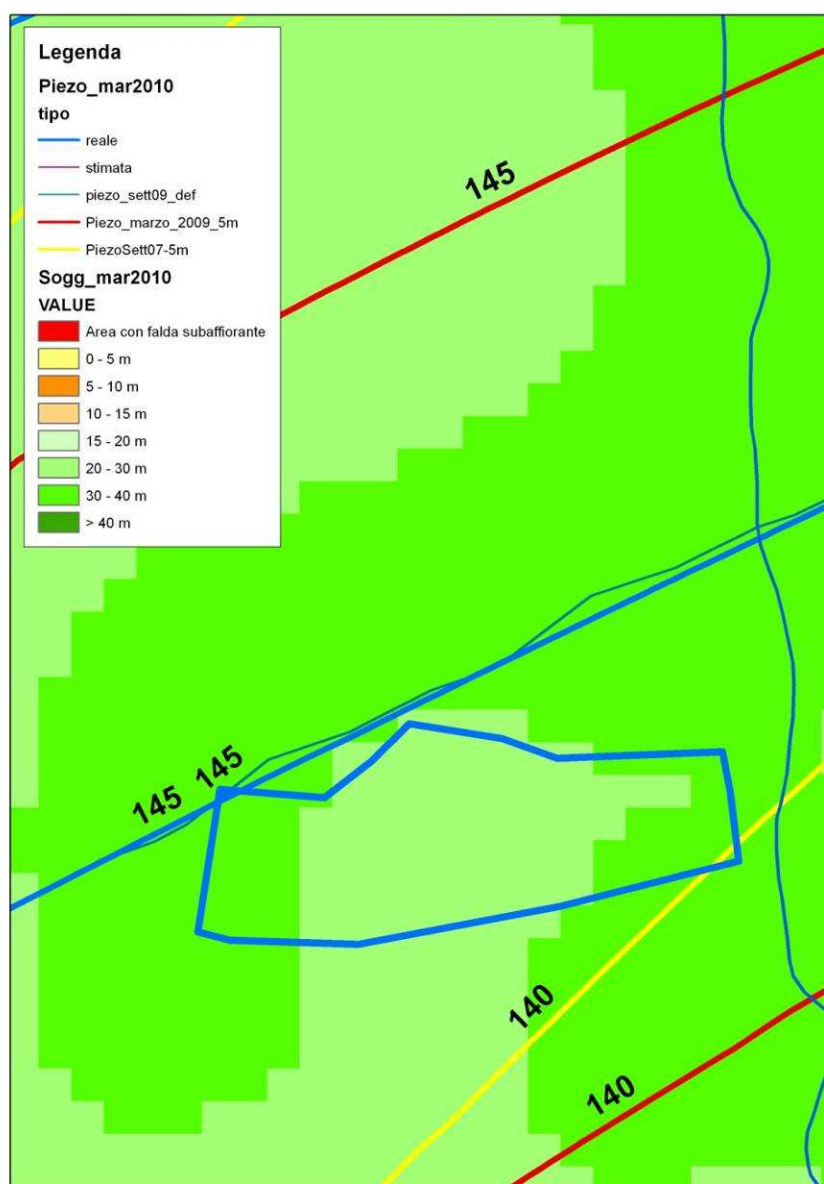 Legenda
Piezo_mar2010
tipo
reale
stimata
piezo_sett09_def
Piezo_marzo_2009_5m
PiezoSett07-5m
Sogg_mar2010
VALUE
Area con falda subaffiorante
0 - 5 m
5 - 10 m
10 - 15 m
15 - 20 m
20 - 30 m
30 - 40 m
> 40 m
145
145
145
140
140